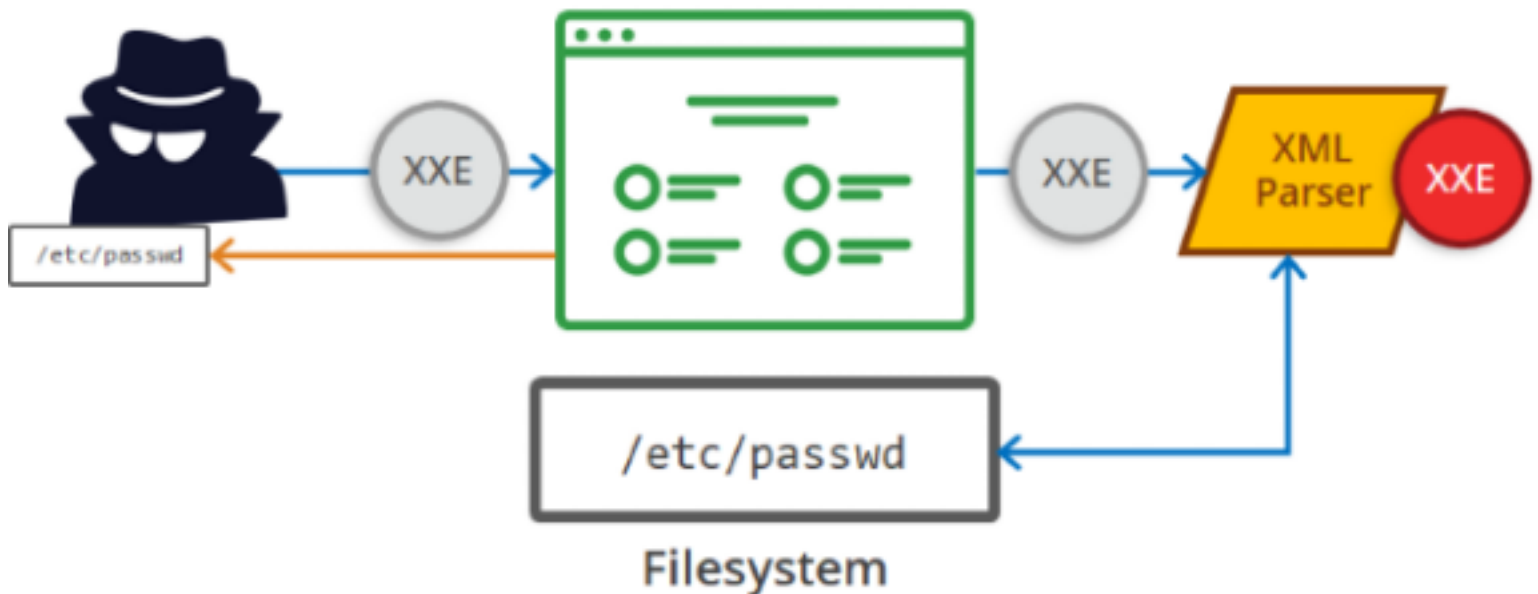 XXE
XXE
XML
Parser
XXE
/etc/passwd
/etc/passwd
Filesystem